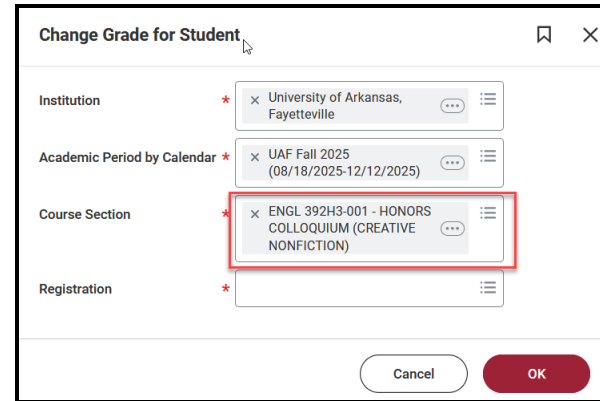 Change Grade for Student
Institution *
× University of Arkansas,
Fayetteville
Academic Period by Calendar *
× UAF Fall 2025
(08/18/2025-12/12/2025)
Course Section *
× ENGL 392H3-001 - HONORS
COLLOQUIUM (CREATIVE
NONFICTION)
Registration *
Cancel
OK